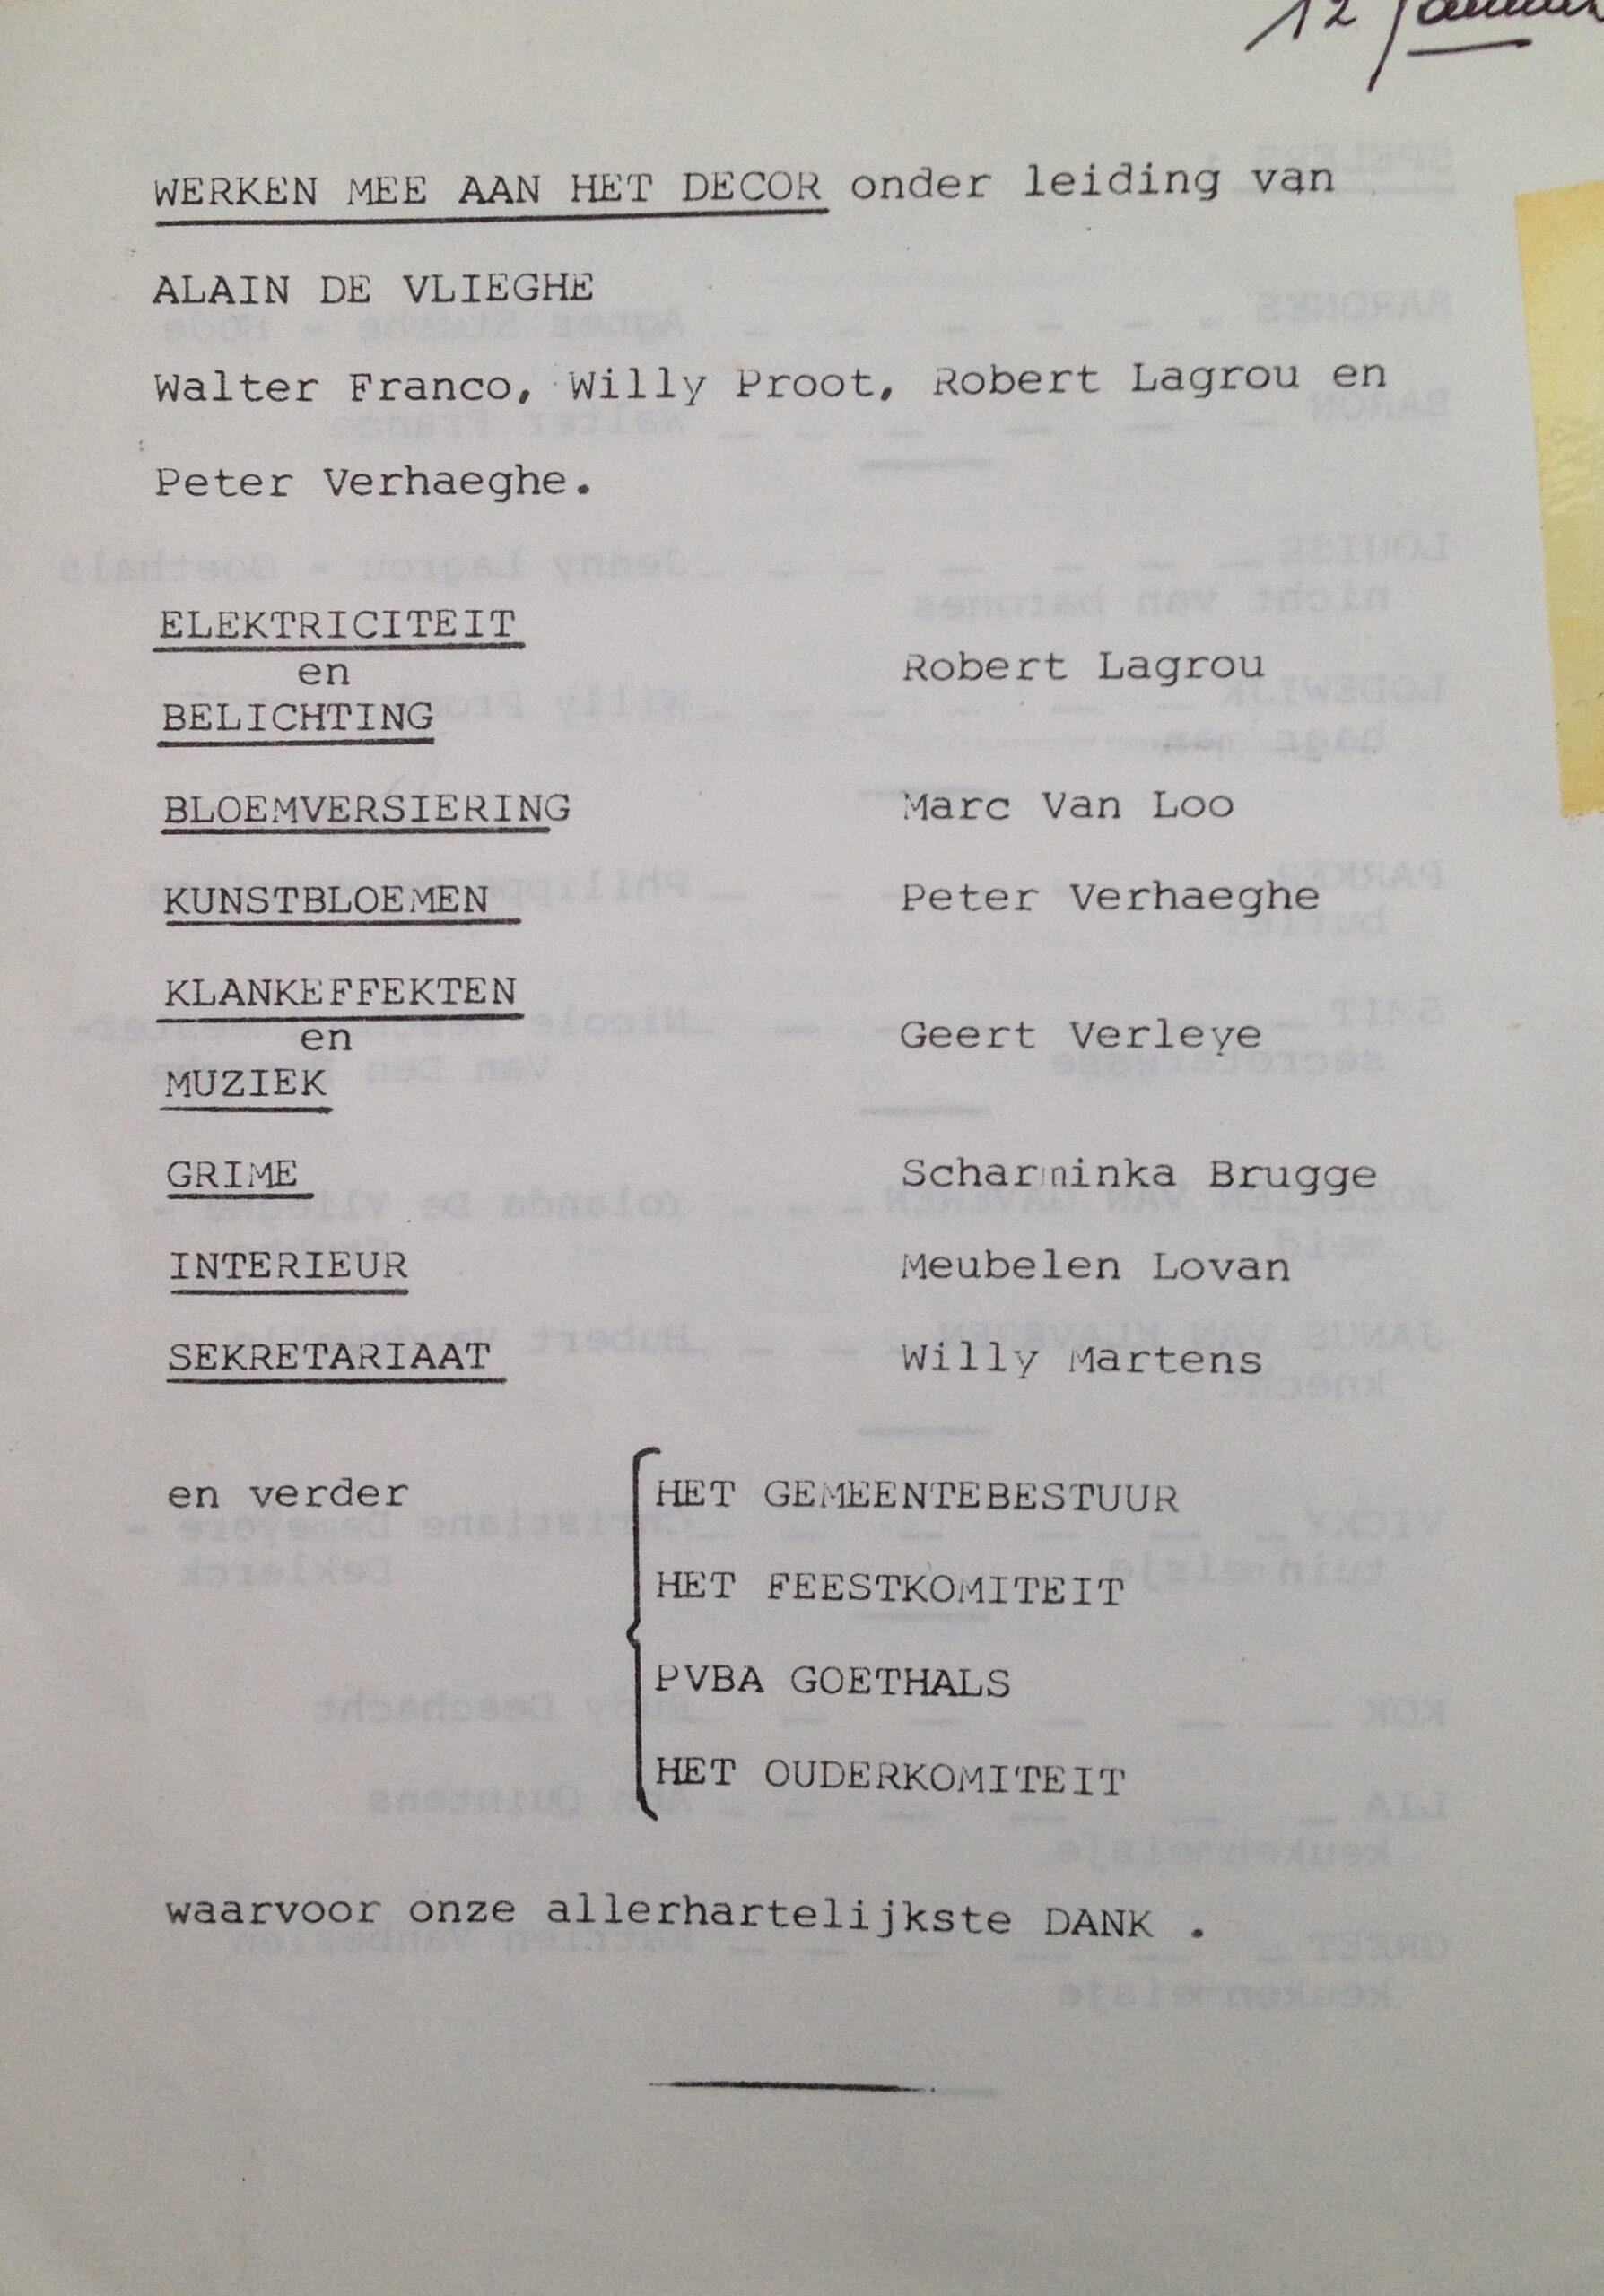 12
WERKEN MEE AAN HET DECOR onder leiding van
ALAIN DE VLIEGHE
Walter Franco, Willy Proot, Robert Lagrou en
Peter Verhaeghe.
ELEKTRICITEIT
en
BELICHTING
Robert Lagrou
BLOEMVERSIERING Marc Van Loo
KUNSTBLOEMEN Peter Verhaeghe
KLANKEFFEKTEN
en
MUZIEK
Geert Verleye
GRIME Scharminka Brugge
INTERIEUR Meubelen Lovan
SEKRETARIAAT Willy Martens
en verder HET GEMEENTEBESTUUR
HET FEESTKOMITEIT
PVBA GOETHALS
HET OUDERKOMITEIT
waarvoor onze allerhartelijkste DANK .